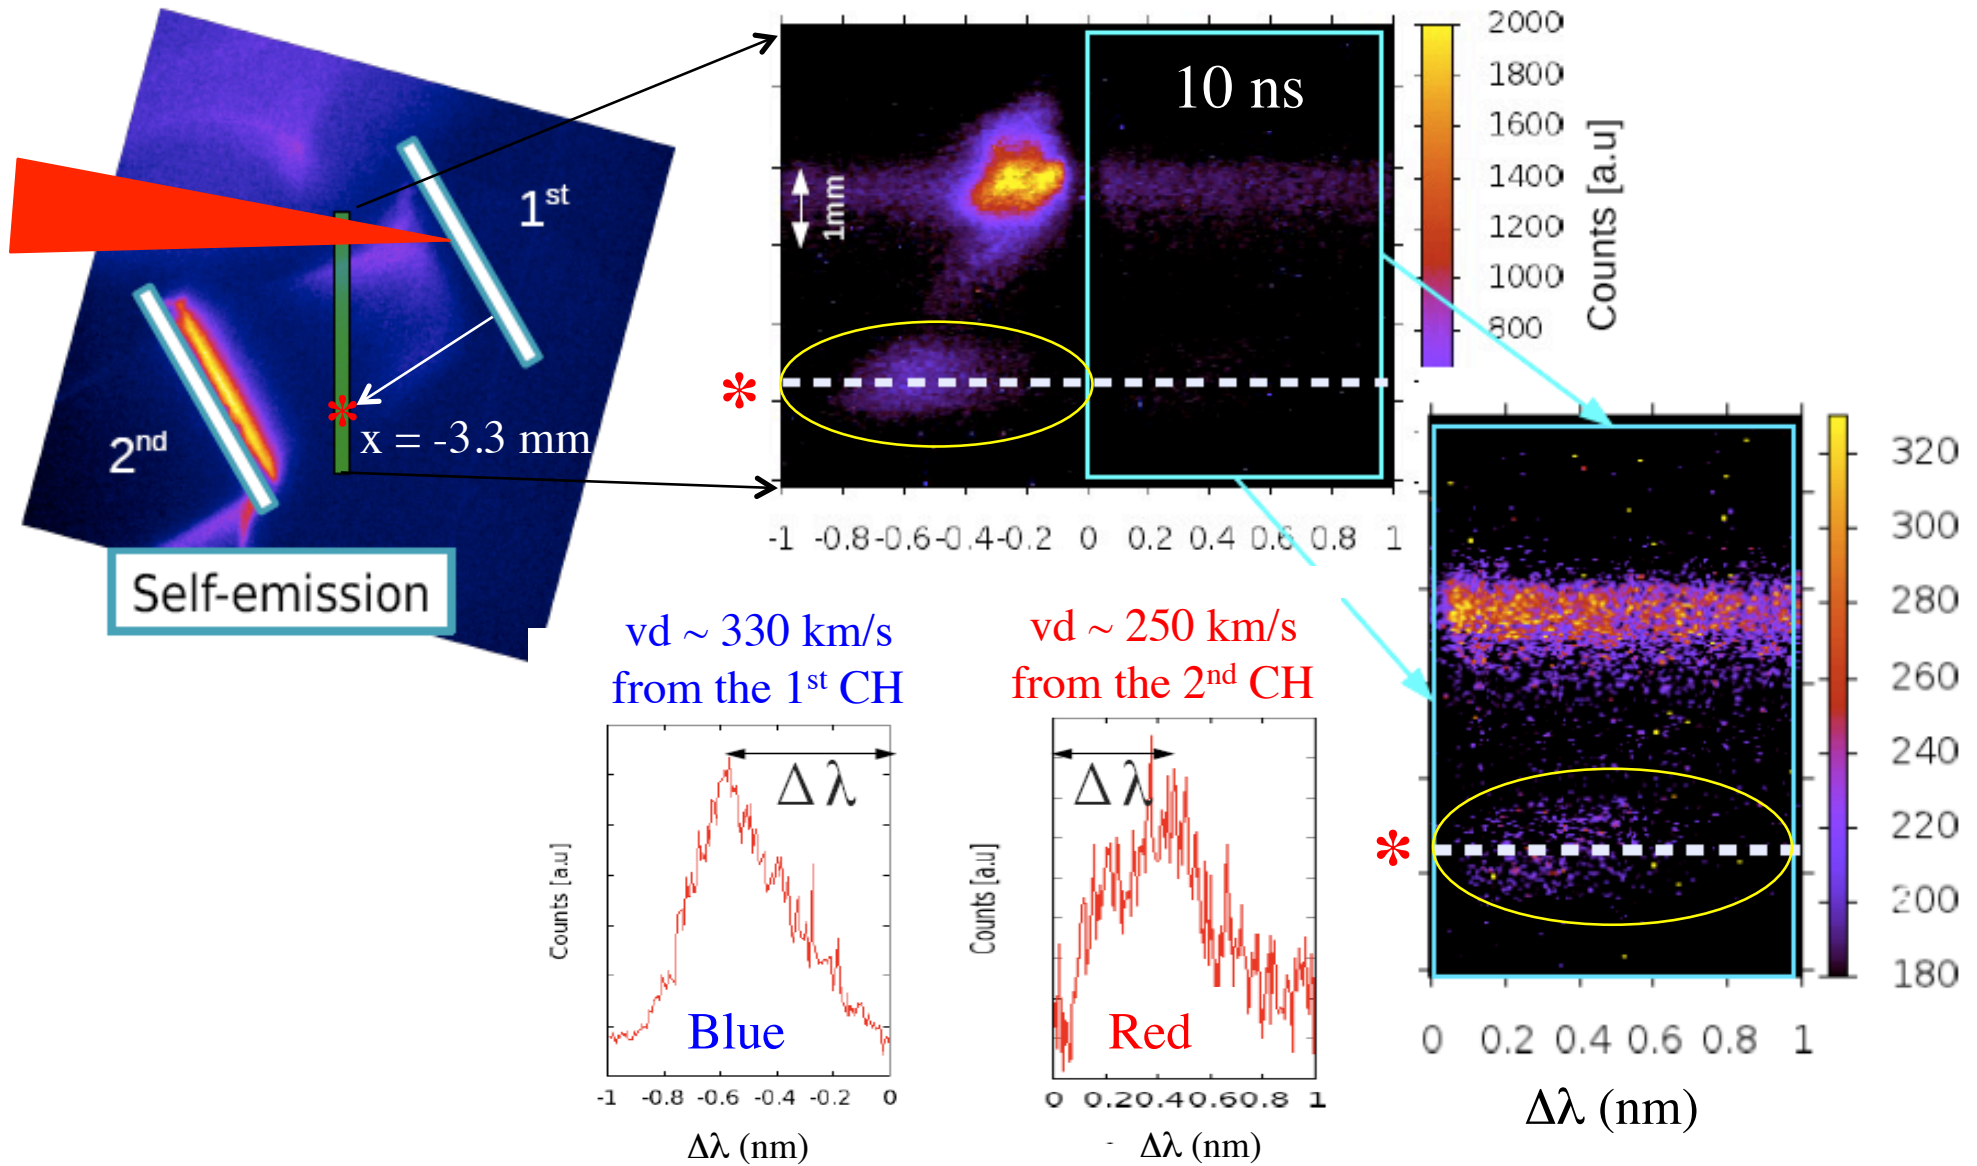 1st
2nd
*
x = -3.3 mm
Self-emission
10 ns
1mm
*
-1 -0.8 -0.6 -0.4 -0.2 0 0.2 0.4 0.6 0.8 1
2000
1800
1600
1400
1200
1000
800
Counts [a.u]
vd ~ 330 km/s
from the 1st CH
Δλ
Counts [a.u]
Blue
-1 -0.8 -0.6 -0.4 -0.2 0
Δλ (nm)
vd ~ 250 km/s
from the 2nd CH
Δλ
Counts [a.u]
Red
0 0.2 0.4 0.6 0.8 1
Δλ (nm)
*
320
300
280
260
240
220
200
180
0 0.2 0.4 0.6 0.8 1
Δλ (nm)